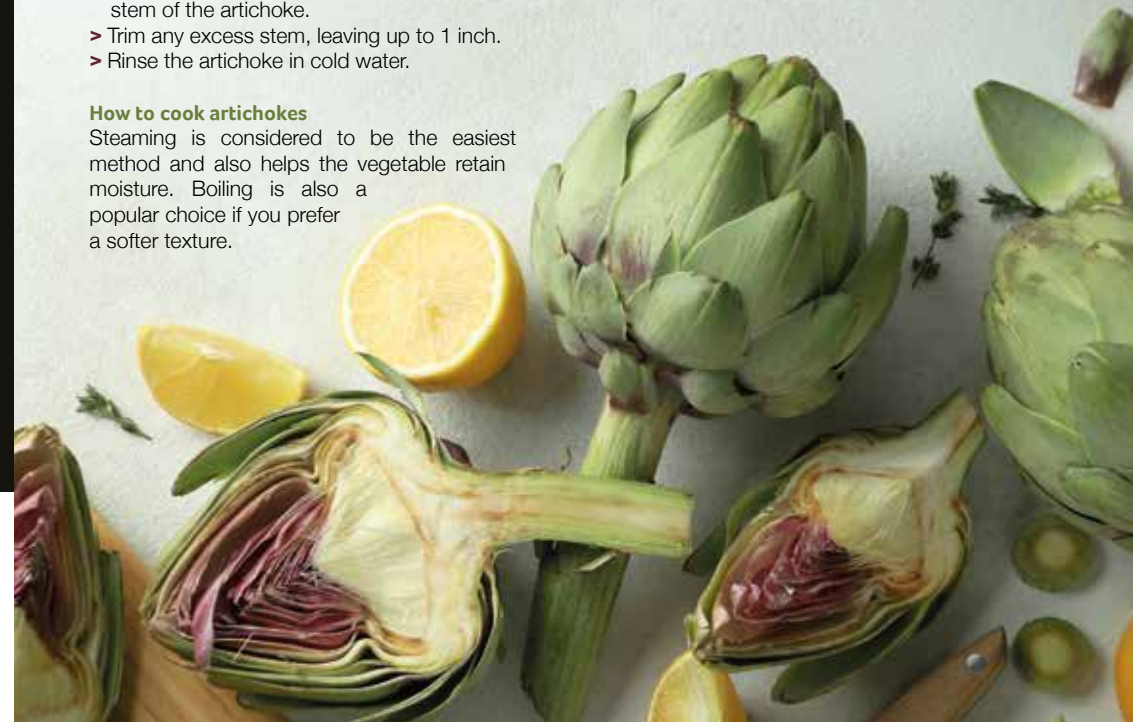 stem of the artichoke.
> Trim any excess stem, leaving up to 1 inch.
> Rinse the artichoke in cold water.
How to cook artichokes
Steaming is considered to be the easiest
method and also helps the vegetable retain
moisture. Boiling is also a
popular choice if you prefer
a softer texture.